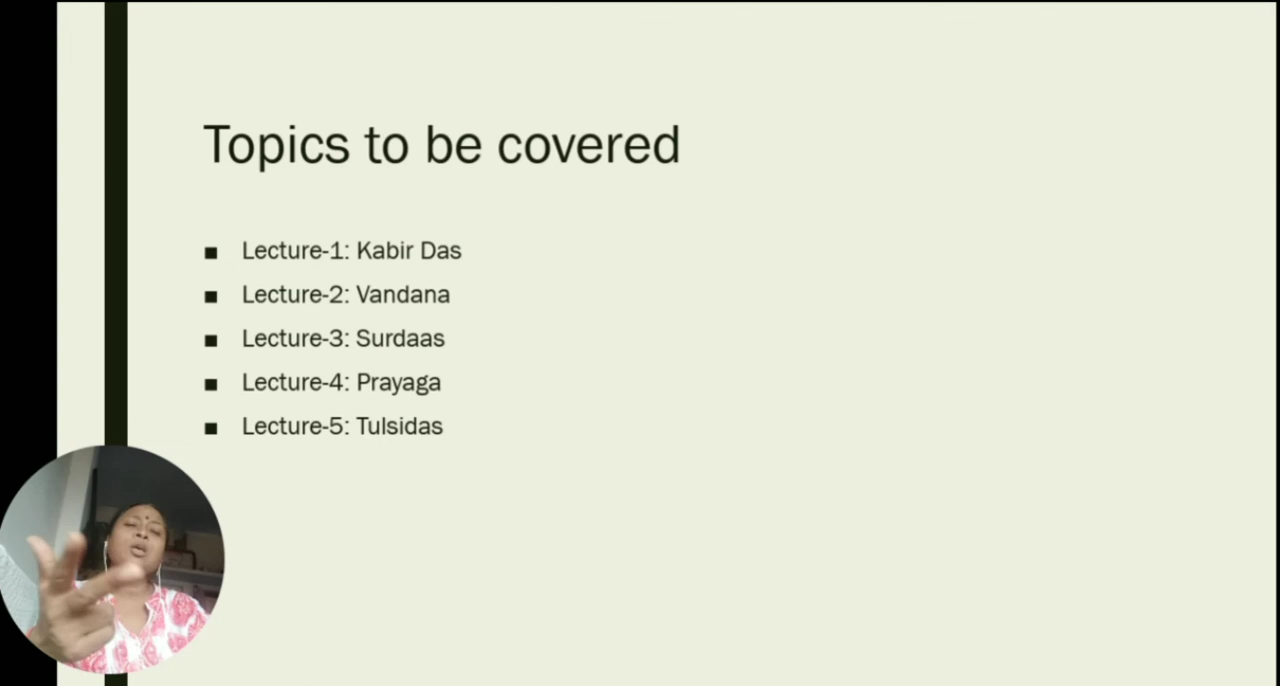 Topics to be covered
Lecture-1: Kabir Das
Lecture-2: Vandana
Lecture-3: Surdaas
Lecture-4: Prayaga
Lecture-5: Tulsidas